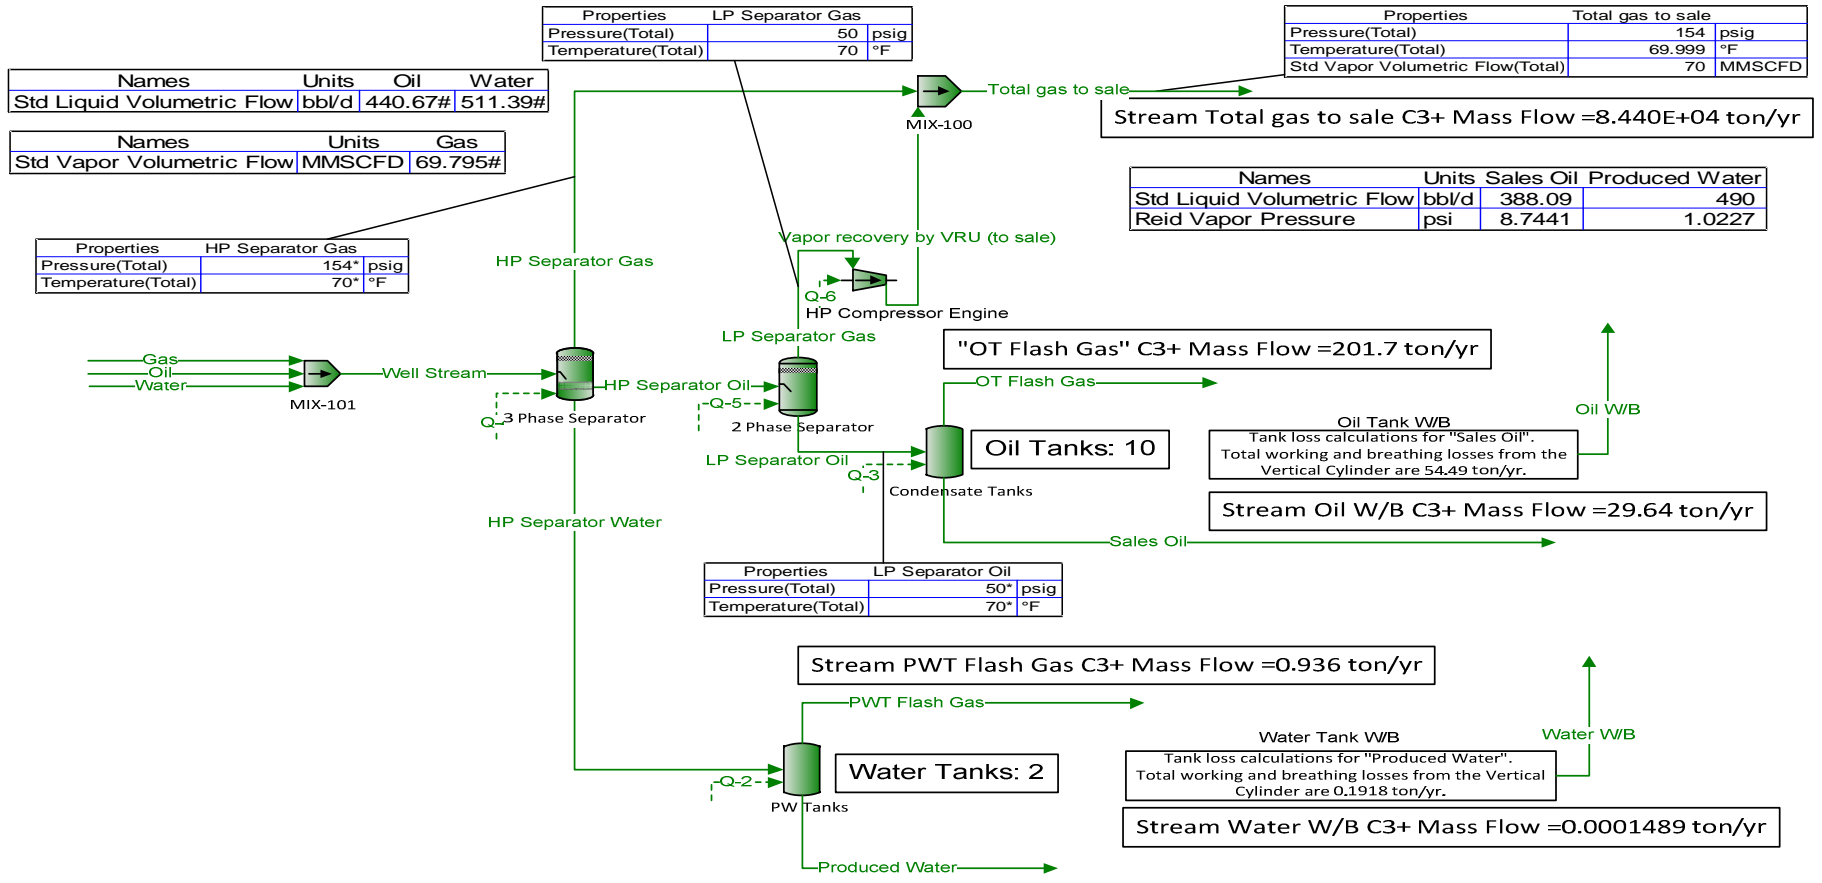 Properties LP Separator Gas
Pressure(Total) 50 psig
Temperature(Total) 70 °F
Properties Total gas to sale
Pressure(Total) 154 psig
Temperature(Total) 69.999 °F
Std Vapor Volumetric Flow(Total) 70 MMSCFD
Names Units Oil Water
Std Liquid Volumetric Flow bbl/d 440.67# 511.39#
Total gas to sale
MIX-100
Stream Total gas to sale C3+ Mass Flow =8.440E+04 ton/yr
Names Units Gas
Std Vapor Volumetric Flow MMSCFD 69.795#
Names Units Sales Oil Produced Water
Std Liquid Volumetric Flow bbl/d 388.09 490
Reid Vapor Pressure psi 8.7441 1.0227
Properties HP Separator Gas
Pressure(Total) 154* psig
Temperature(Total) 70* °F
Vapor recovery by VRU (to sale)
HP Separator Gas
Q-6
HP Compressor Engine
LP Separator Gas
"OT Flash Gas" C3+ Mass Flow =201.7 ton/yr
Gas
Oil
Water
Well Stream
MIX-101
HP Separator Oil
Q-5
OT Flash Gas
Q-
3 Phase Separator
2 Phase Separator
Oil W/B
Oil Tank W/B
Tank loss calculations for "Sales Oil".
Total working and breathing losses from the
Vertical Cylinder are 54.49 ton/yr.
Oil Tanks: 10
LP Separator Oil
Q-3
Condensate Tanks
Stream Oil W/B C3+ Mass Flow =29.64 ton/yr
HP Separator Water
Sales Oil
Properties LP Separator Oil
Pressure(Total) 50* psig
Temperature(Total) 70* °F
Stream PWT Flash Gas C3+ Mass Flow =0.936 ton/yr
PWT Flash Gas
Water W/B
Water Tank W/B
Tank loss calculations for "Produced Water".
Total working and breathing losses from the Vertical
Cylinder are 0.1918 ton/yr.
Water Tanks: 2
Q-2
PW Tanks
Stream Water W/B C3+ Mass Flow =0.0001489 ton/yr
Produced Water